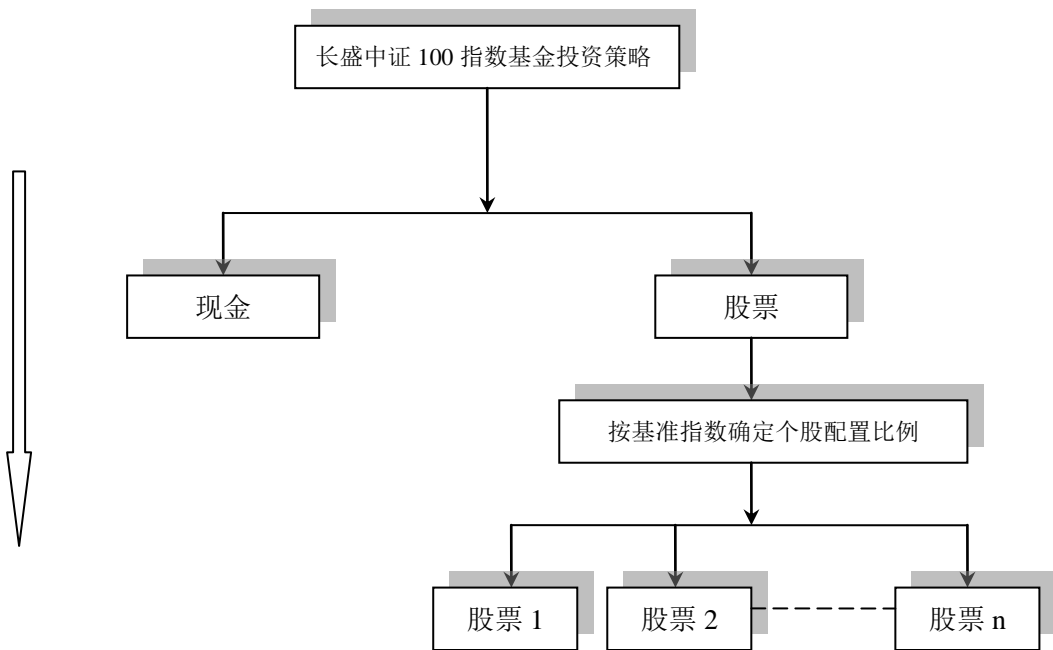 长盛中证 100 指数基金投资策略
现金
股票
按基准指数确定个股配置比例
股票 1
股票 2
股票 n